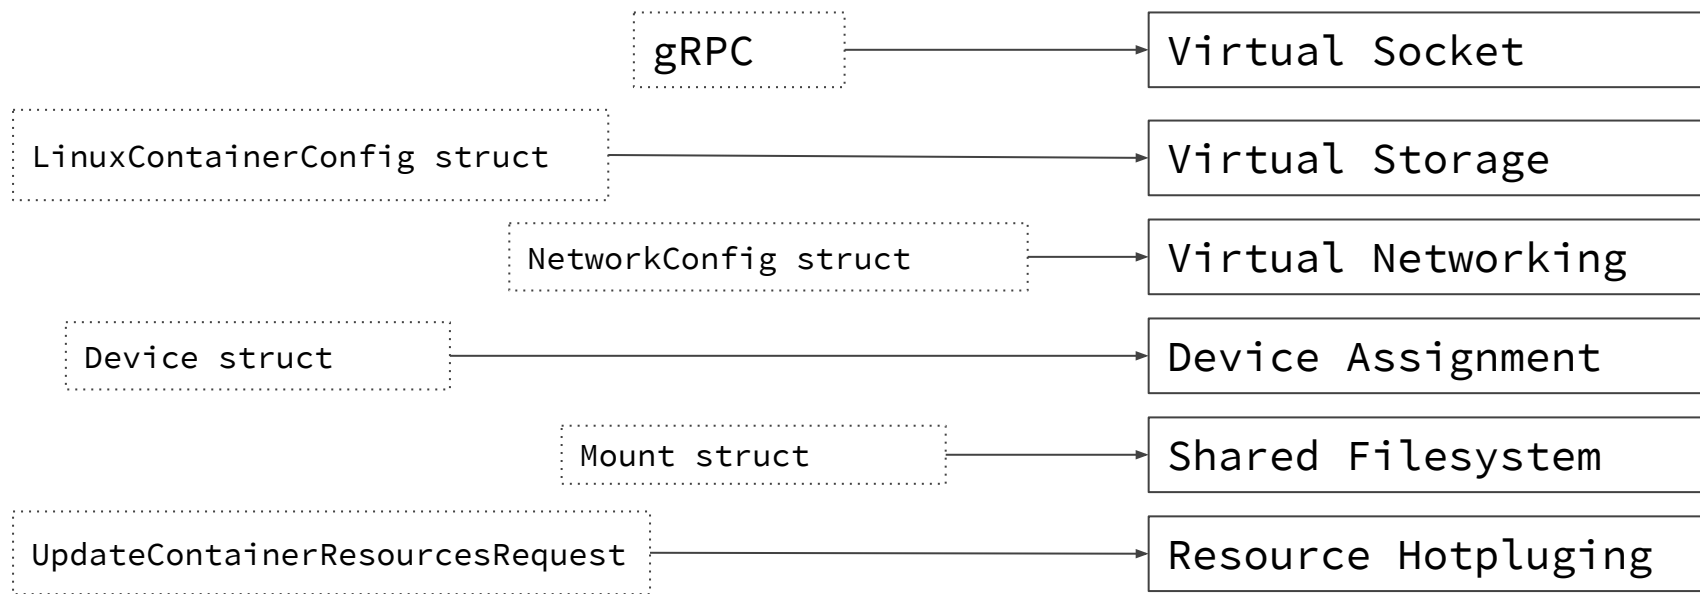 gRPC
Virtual Socket
LinuxContainerConfig struct
Virtual Storage
NetworkConfig struct
Virtual Networking
Device struct
Device Assignment
Mount struct
Shared Filesystem
UpdateContainerResourcesRequest
Resource Hotpluging